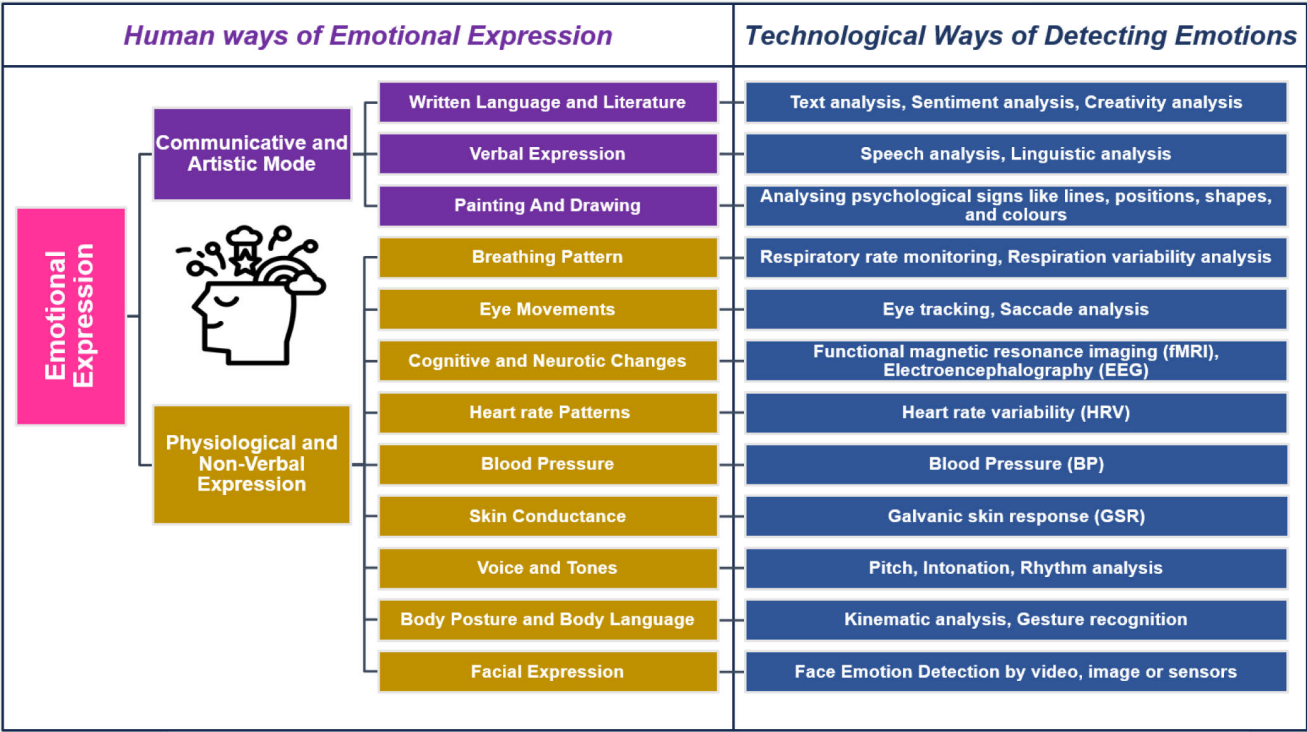 Human ways of Emotional Expression
Technological Ways of Detecting Emotions
Emotional
Expression
Communicative and
Artistic Mode
Written Language and Literature
Text analysis, Sentiment analysis, Creativity analysis
Verbal Expression
Speech analysis, Linguistic analysis
Painting And Drawing
Analysing psychological signs like lines, positions, shapes,
and colours
Physiological and
Non-Verbal
Expression
Breathing Pattern
Respiratory rate monitoring, Respiration variability analysis
Eye Movements
Eye tracking, Saccade analysis
Cognitive and Neurotic Changes
Functional magnetic resonance imaging (fMRI),
Electroencephalography (EEG)
Heart rate Patterns
Heart rate variability (HRV)
Blood Pressure
Blood Pressure (BP)
Skin Conductance
Galvanic skin response (GSR)
Voice and Tones
Pitch, Intonation, Rhythm analysis
Body Posture and Body Language
Kinematic analysis, Gesture recognition
Facial Expression
Face Emotion Detection by video, image or sensors